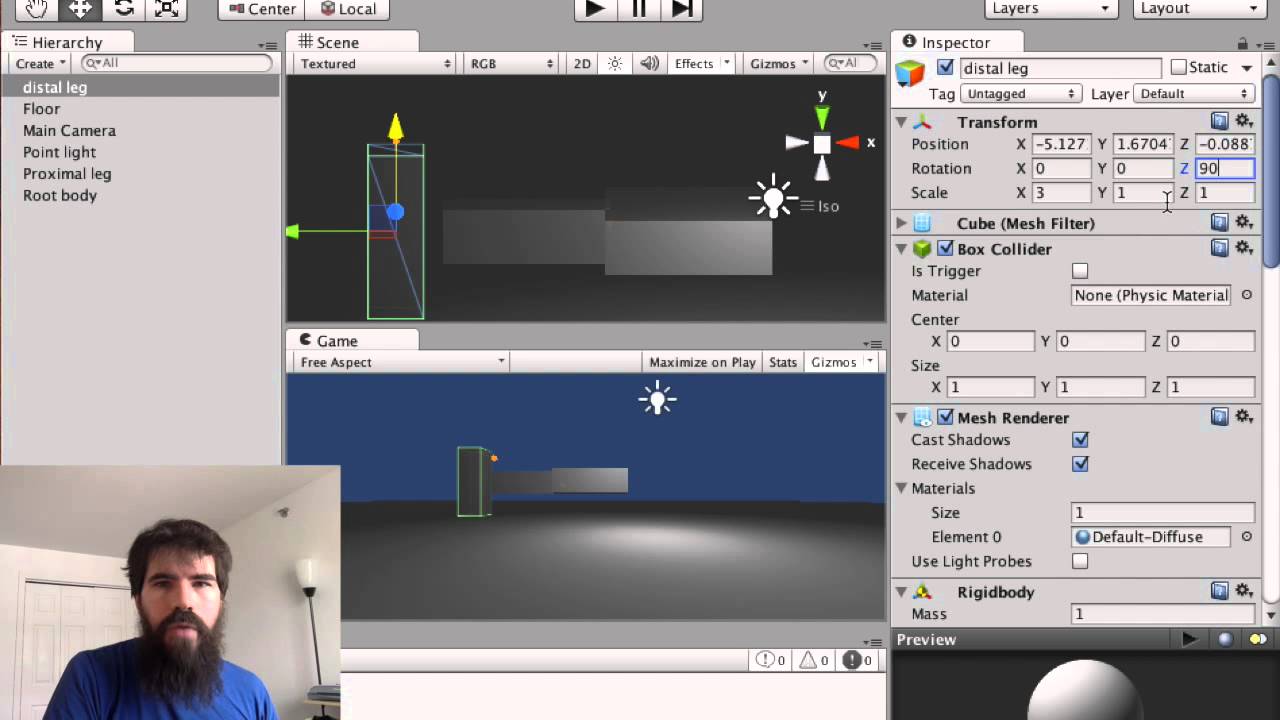 Center Local Layers Layout
Hierarchy Scene Inspector
Create All Textured RGB 2D Effects Gizmos Al distal leg Static
distal leg
Floor
Main Camera
Point light
Proximal leg
Root body
y
x
Iso
Tag Untagged Layer Default
Transform
Position X -5.127 Y 1.6704 Z -0.088
Rotation X 0 Y 0 Z 90
Scale X 3 Y 1 Z 1
Cube (Mesh Filter)
Box Collider
Is Trigger
Material None (Physic Material
Center
X 0 Y 0 Z 0
Size
X 1 Y 1 Z 1
Game
Free Aspect Maximize on Play Stats Gizmos
Mesh Renderer
Cast Shadows
Receive Shadows
Materials
Size 1
Element 0 Default-Diffuse
Use Light Probes
Rigidbody
Mass 1
Preview
0 0 0